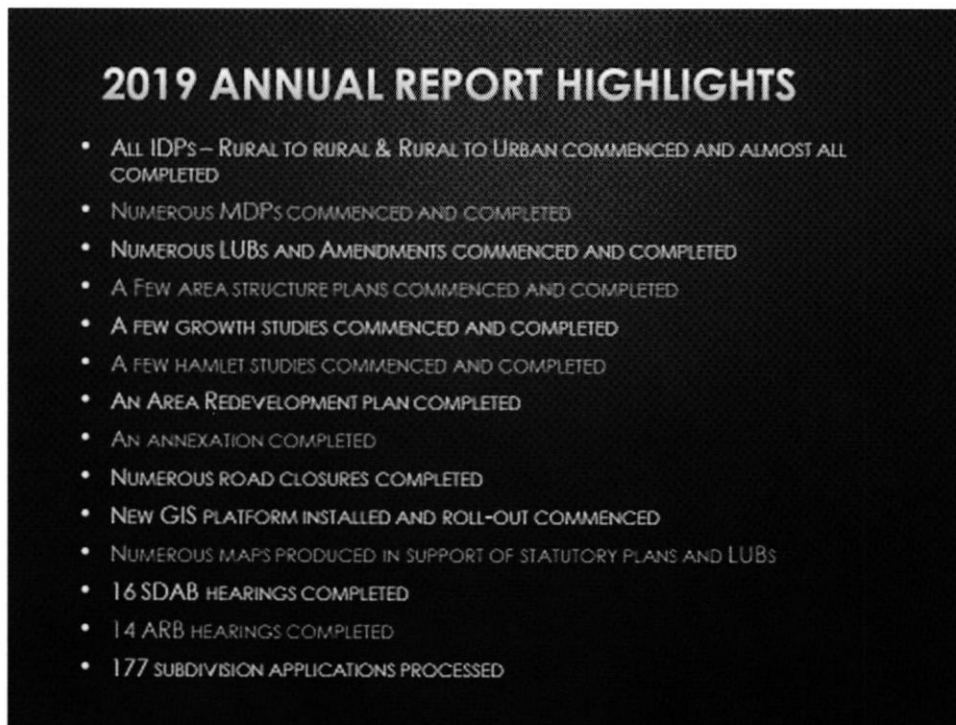 2019 ANNUAL REPORT HIGHLIGHTS
• ALL IDPS – RURAL TO RURAL & RURAL TO URBAN COMMENCED AND ALMOST ALL
COMPLETED
• NUMEROUS MDPS COMMENCED AND COMPLETED
• NUMEROUS LUBS AND AMENDMENTS COMMENCED AND COMPLETED
• A FEW AREA STRUCTURE PLANS COMMENCED AND COMPLETED
• A FEW GROWTH STUDIES COMMENCED AND COMPLETED
• A FEW HAMLET STUDIES COMMENCED AND COMPLETED
• AN AREA REDEVELOPMENT PLAN COMPLETED
• AN ANNEXATION COMPLETED
• NUMEROUS ROAD CLOSURES COMPLETED
• NEW GIS PLATFORM INSTALLED AND ROLL-OUT COMMENCED
• NUMEROUS MAPS PRODUCED IN SUPPORT OF STATUTORY PLANS AND LUBS
• 16 SDAB HEARINGS COMPLETED
• 14 ARB HEARINGS COMPLETED
• 177 SUBDIVISION APPLICATIONS PROCESSED